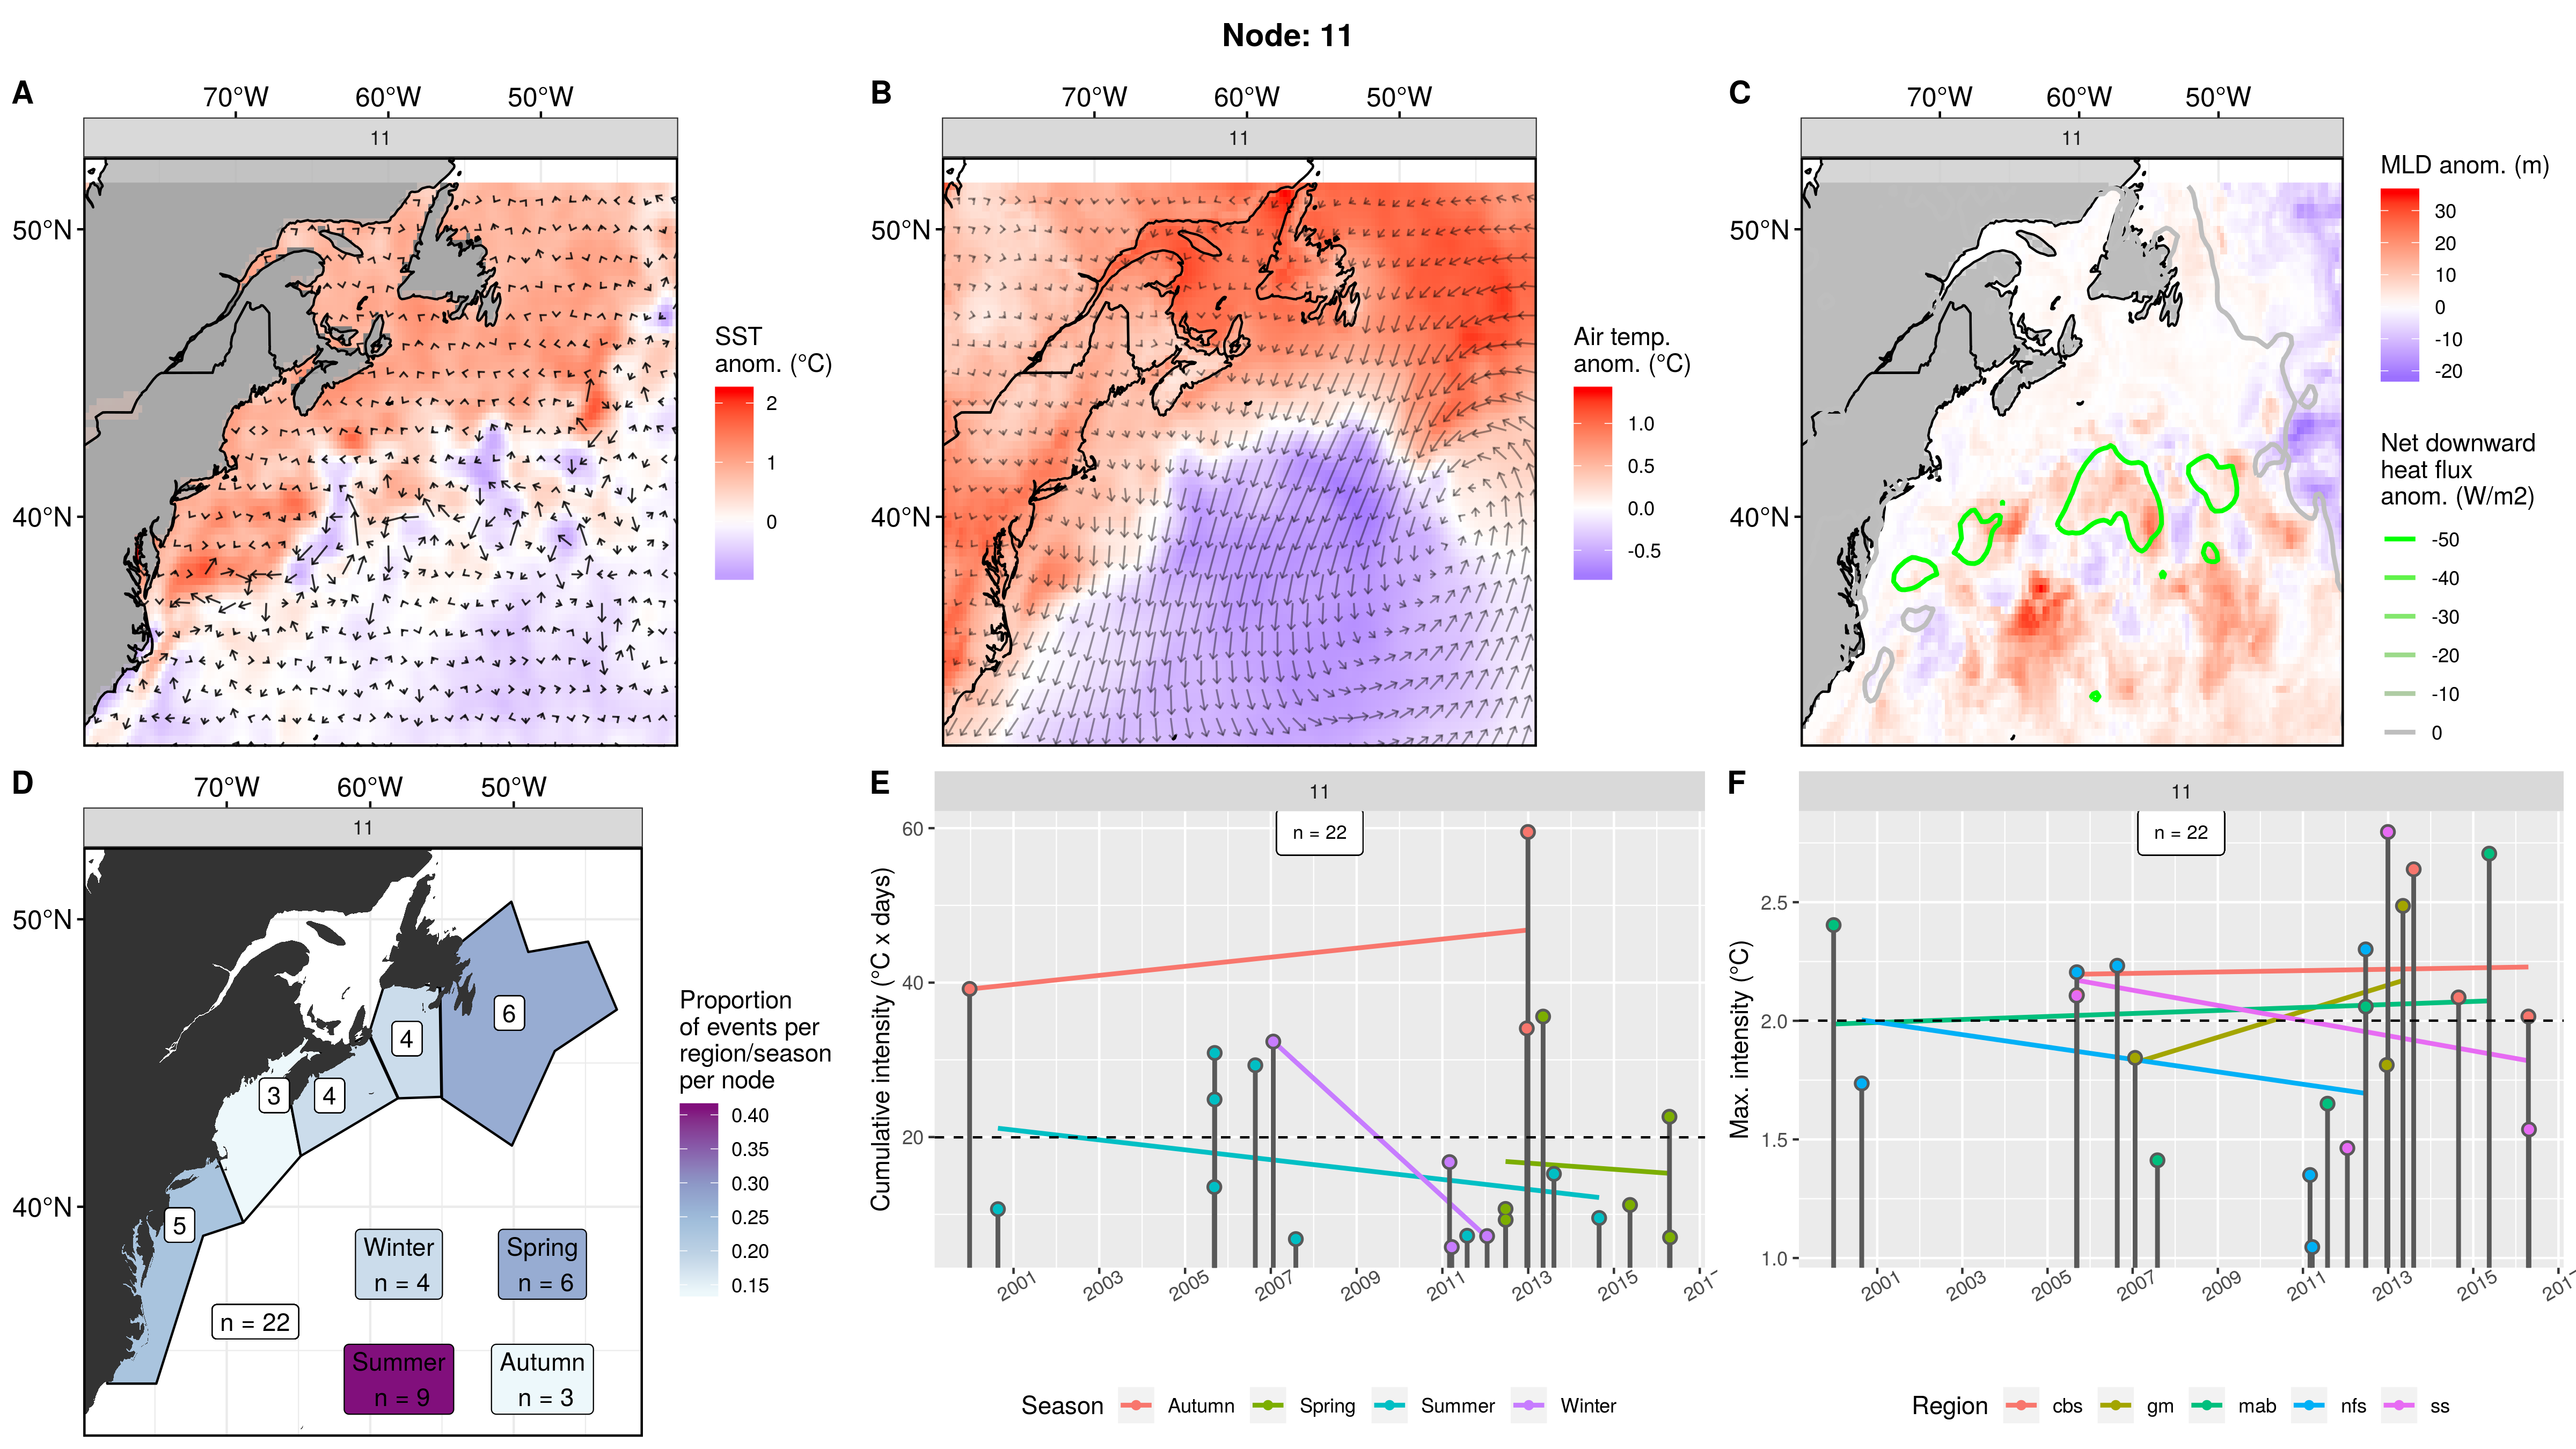 Node: 11
A
70°W 60°W 50°W
11
50°N
40°N
SST
anom. (°C)
2
1
0
B
70°W 60°W 50°W
11
50°N
40°N
Air temp.
anom. (°C)
1.0
0.5
0.0
-0.5
C
70°W 60°W 50°W
11
50°N
40°N
MLD anom. (m)
30
20
10
0
-10
-20
Net downward
heat flux
anom. (W/m2)
-50
-40
-30
-20
-10
0
D
70°W 60°W 50°W
11
50°N
40°N
6
4
3
4
5
n = 22
Winter
n = 4
Spring
n = 6
Summer
n = 9
Autumn
n = 3
Proportion
of events per
region/season
per node
0.40
0.35
0.30
0.25
0.20
0.15
E
11
n = 22
Cumulative intensity (°C x days)
60
40
20
2001 2003 2005 2007 2009 2011 2013 2015
Season Autumn Spring Summer Winter
F
11
n = 22
Max. intensity (°C)
2.5
2.0
1.5
1.0
2001 2003 2005 2007 2009 2011 2013 2015
Region cbs gm mab nfs ss